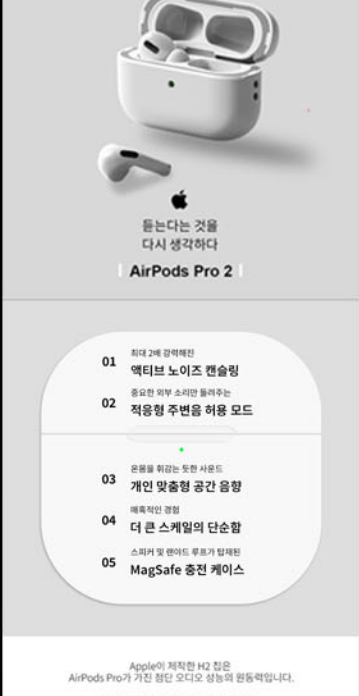 듣는다는 것을
다시 생각하다
AirPods Pro 2
01
최대 2배 강력해진
액티브 노이즈 캔슬링
02
중요한 외부 소리만 들려주는
적응형 주변음 허용 모드
03
온몸을 휘감는 듯한 사운드
개인 맞춤형 공간 음향
04
매혹적인 경험
더 큰 스케일의 단순함
05
스피커 및 랜야드 루프가 탑재된
MagSafe 충전 케이스
Apple이 제작한 H2 칩은
AirPods Pro가 가진 첨단 오디오 성능의 원동력입니다.